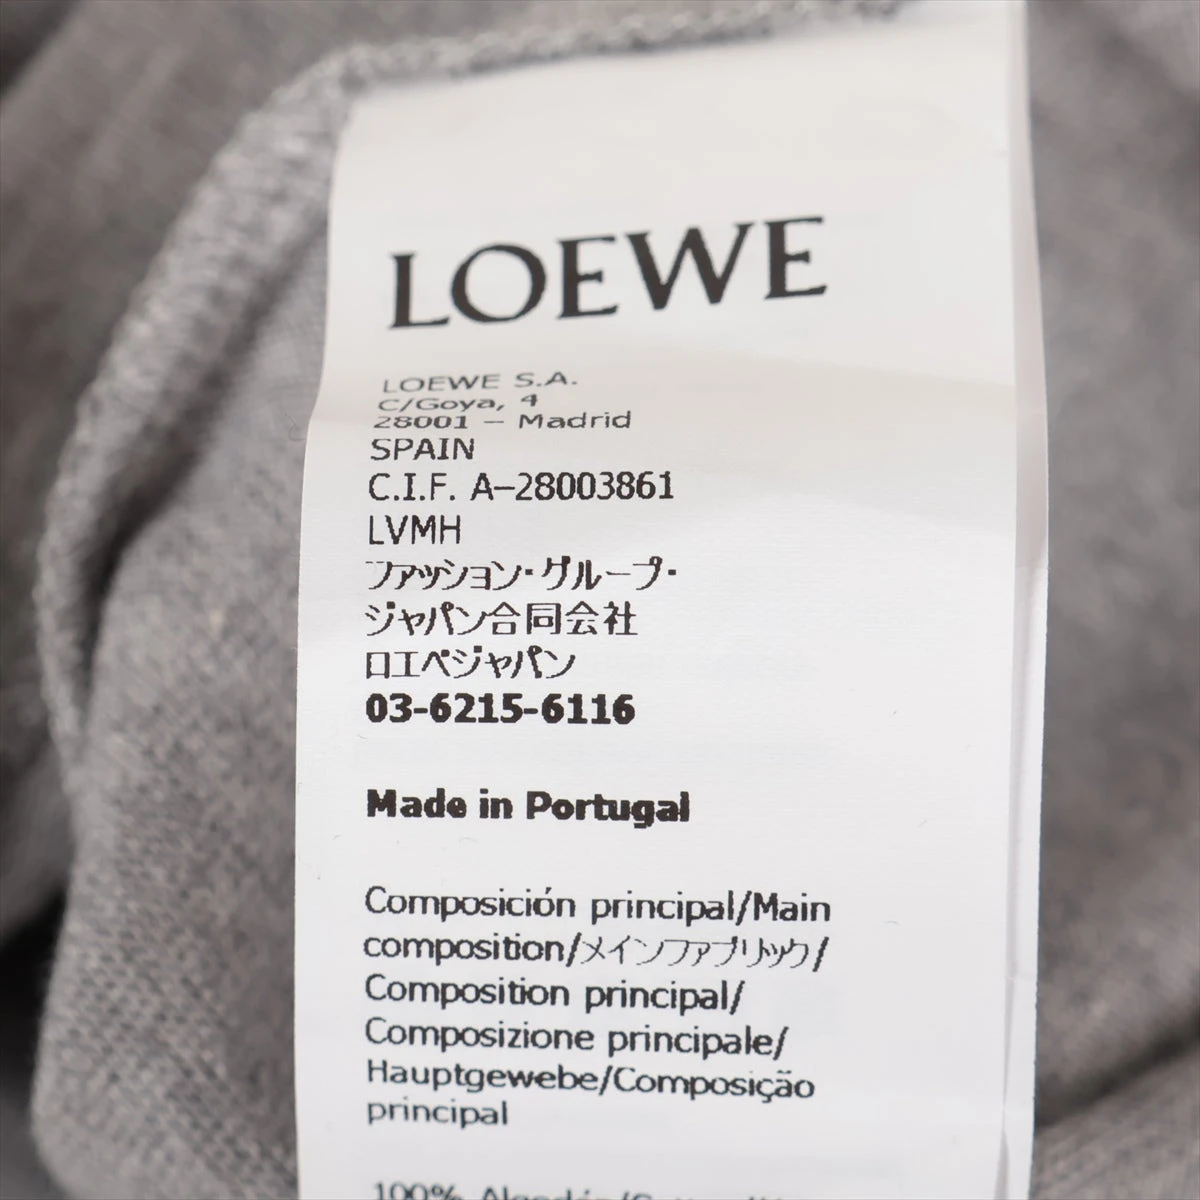 LOEWE
LOEWE S.A.
C/Goya, 4
28001 – Madrid
SPAIN
C.I.F. A–28003861
LVMH
ファッション・グループ・
ジャパン合同会社
ロエベジャパン
03-6215-6116
Made in Portugal
Composición principal/Main
composition/メインファブリック/
Composition principal/
Composizione principale/
Hauptgewebe/Composição
principal
100% Algodón/